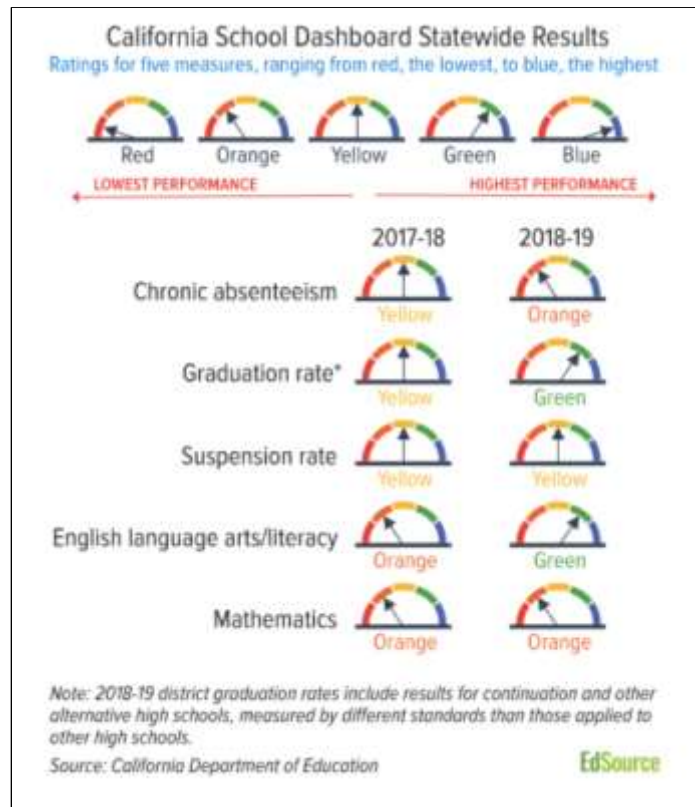 California School Dashboard Statewide Results
Ratings for five measures, ranging from red, the lowest, to blue, the highest
Red Orange Yellow Green Blue
LOWEST PERFORMANCE HIGHEST PERFORMANCE
2017-18 2018-19
Chronic absenteeism
Yellow Orange
Graduation rate*
Yellow Green
Suspension rate
Yellow Yellow
English language arts/literacy
Orange Green
Mathematics
Orange Orange
Note: 2018-19 district graduation rates include results for continuation and other
alternative high schools, measured by different standards than those applied to
other high schools.
Source: California Department of Education EdSource